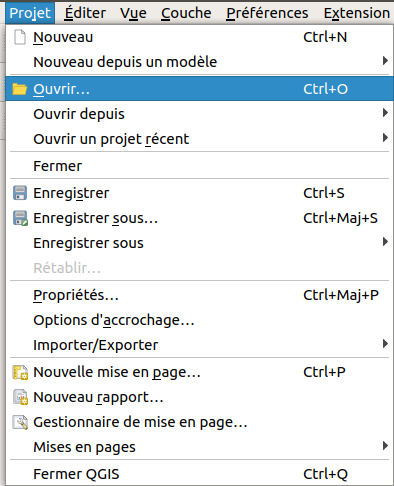 Projet Éditer Vue Couche Préférences Extension
Nouveau Ctrl+N
Nouveau depuis un modèle
Ouvrir... Ctrl+O
Ouvrir depuis
Ouvrir un projet récent
Fermer
Enregistrer Ctrl+S
Enregistrer sous... Ctrl+Maj+S
Enregistrer sous
Rétablir...
Propriétés... Ctrl+Maj+P
Options d'accrochage...
Importer/Exporter
Nouvelle mise en page... Ctrl+P
Nouveau rapport...
Gestionnaire de mise en page...
Mises en pages
Fermer QGIS Ctrl+Q